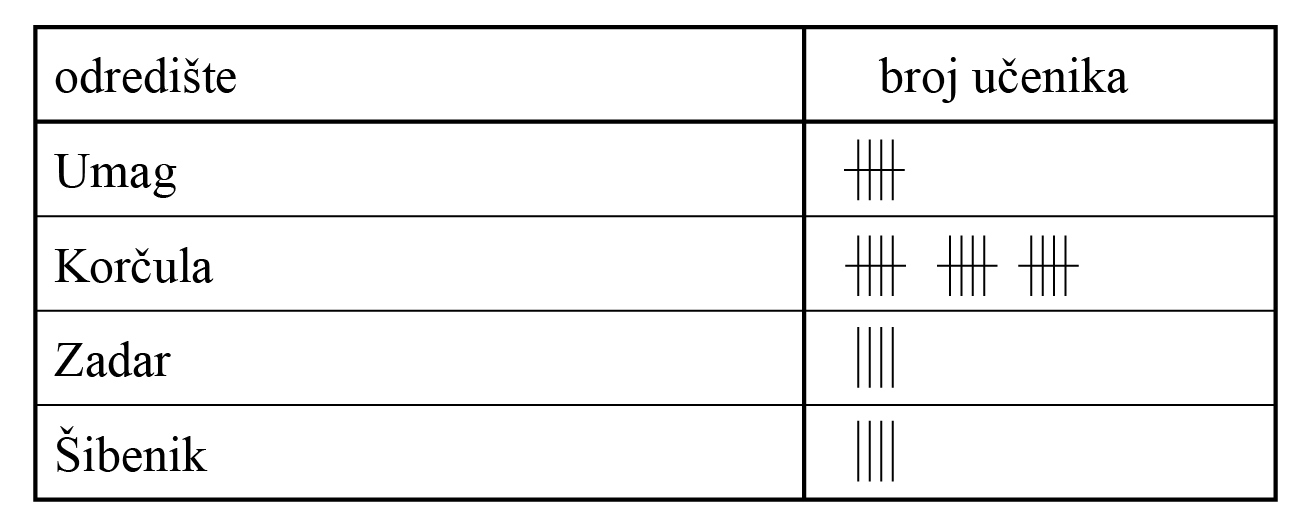 odredište broj učenika
Umag
Korčula
Zadar
Šibenik